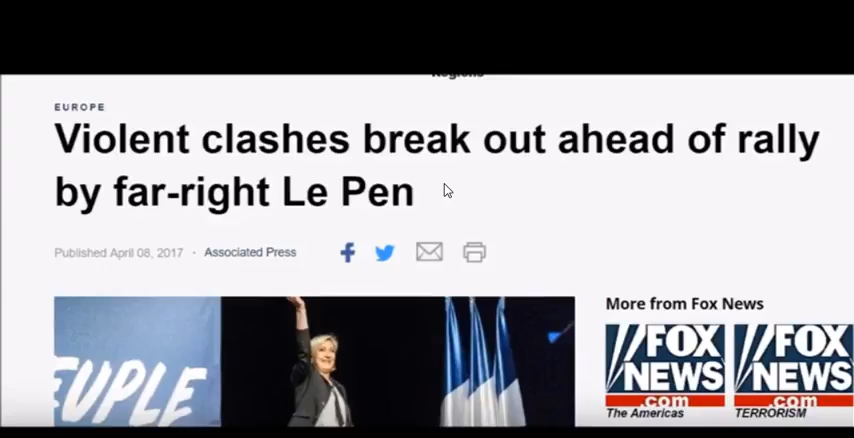 Regions
EUROPE
Violent clashes break out ahead of rally
by far-right Le Pen
Published April 08, 2017 · Associated Press
EUPLE
More from Fox News
FOX
NEWS
.com
The Americas
FOX
NEWS
.com
TERRORISM